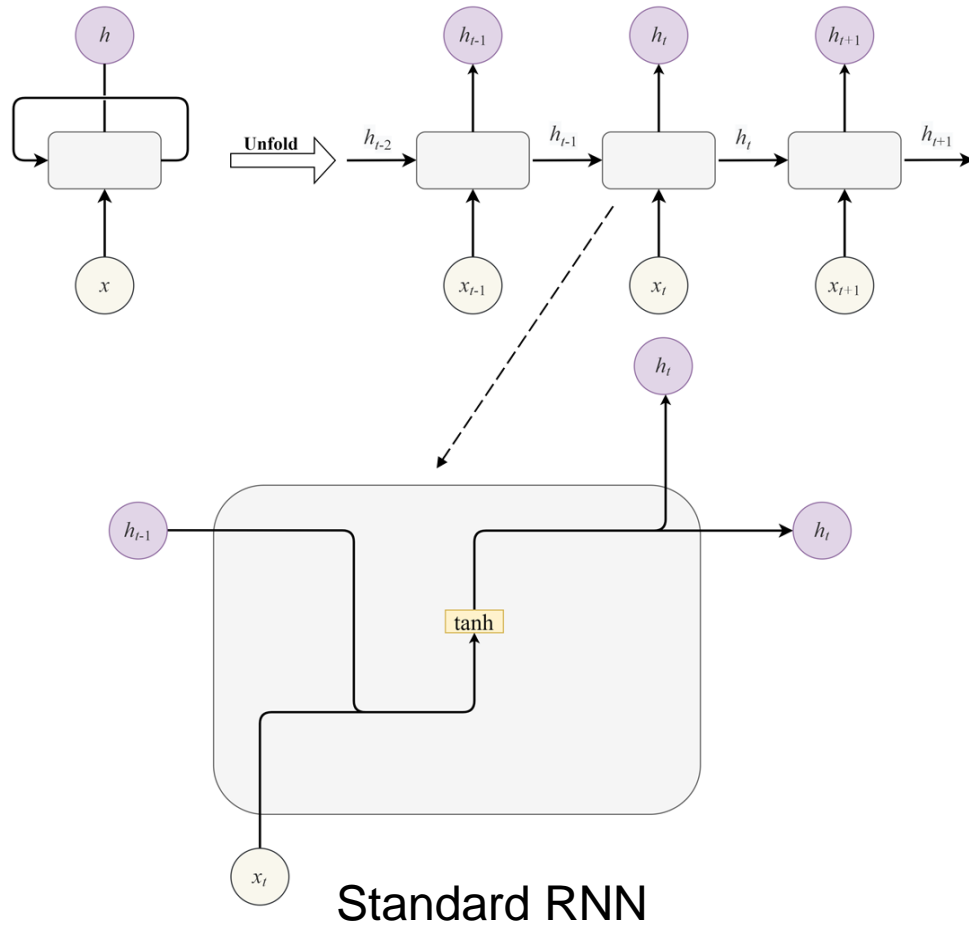 h
h_{t-1}
h_t
h_{t+1}
Unfold
h_{t-2}
h_{t-1}
h_t
h_{t+1}
x
x_{t-1}
x_t
x_{t+1}
h_t
h_{t-1}
h_t
tanh
x_t
Standard RNN